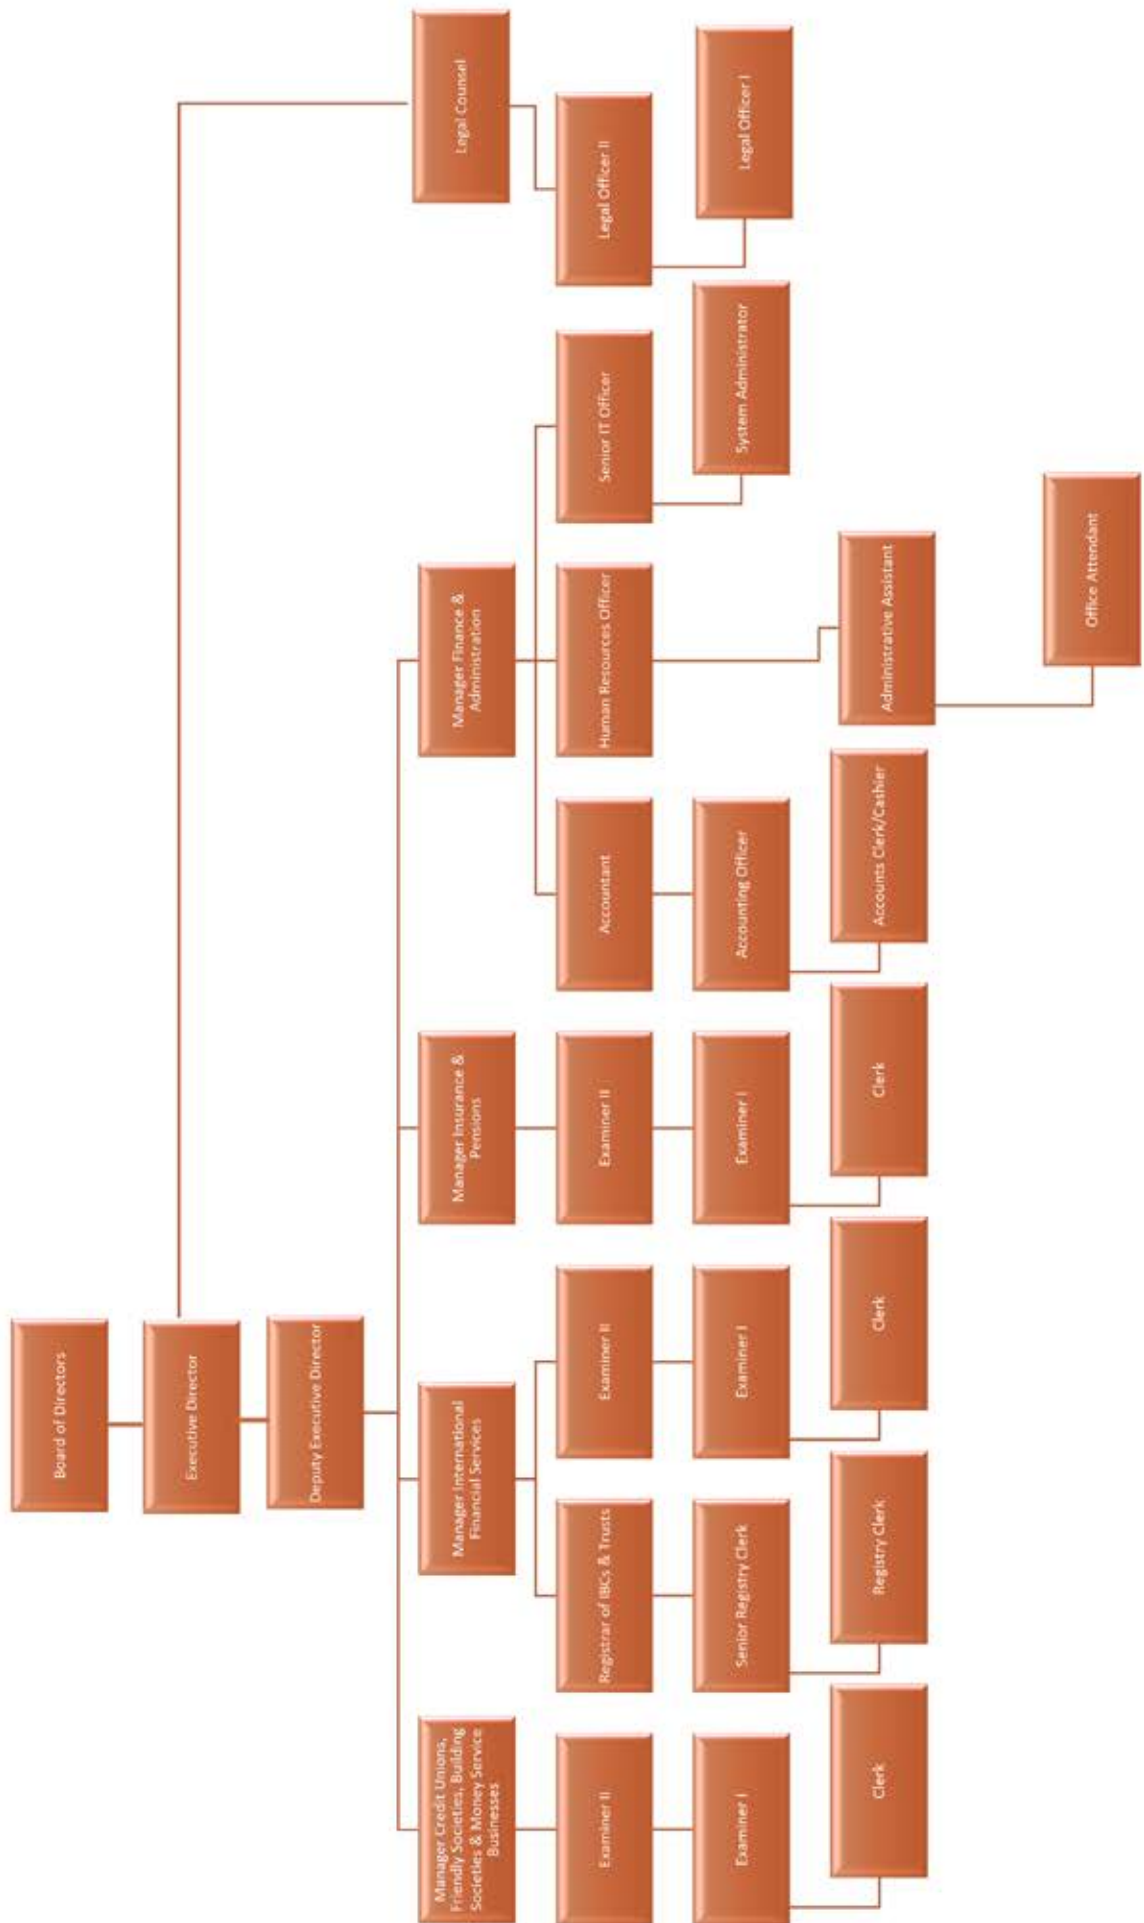 Board of Directors
Executive Director
Deputy Executive Director
Legal Counsel
Manager Credit Unions,
Friendly Societies, Building
Societies & Money Service
Businesses
Manager International
Financial Services
Manager Insurance &
Pensions
Manager Finance &
Administration
Examiner II
Registrar of IBCs & Trusts
Examiner II
Examiner II
Accountant
Human Resources Officer
Senior IT Officer
Legal Officer II
Examiner I
Senior Registry Clerk
Examiner I
Examiner I
Accounting Officer
System Administrator
Legal Officer I
Clerk
Registry Clerk
Clerk
Clerk
Accounts Clerk/Cashier
Administrative Assistant
Office Attendant